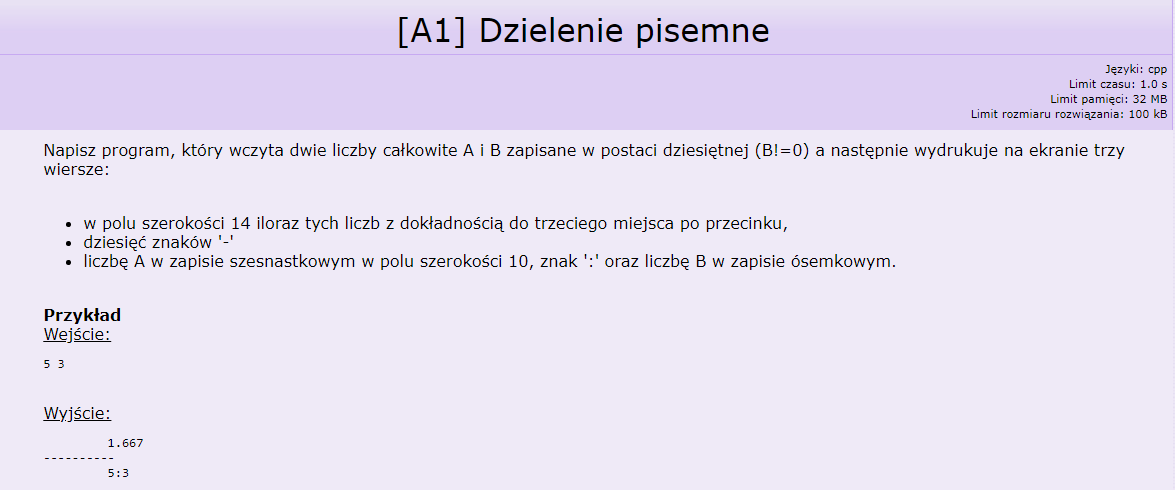 [A1] Dzielenie pisemne
Języki: cpp
Limit czasu: 1.0 s
Limit pamięci: 32 MB
Limit rozmiaru rozwiązania: 100 kB
Napisz program, który wczyta dwie liczby całkowite A i B zapisane w postaci dziesiętnej (B!=0) a następnie wydrukuje na ekranie trzy
wiersze:
• w polu szerokości 14 iloraz tych liczb z dokładnością do trzeciego miejsca po przecinku,
• dziesięć znaków '-'
• liczbę A w zapisie szesnastkowym w polu szerokości 10, znak ':' oraz liczbę B w zapisie ósemkowym.
Przykład
Wejście:
5 3
Wyjście:
         1.667
----------
         5:3